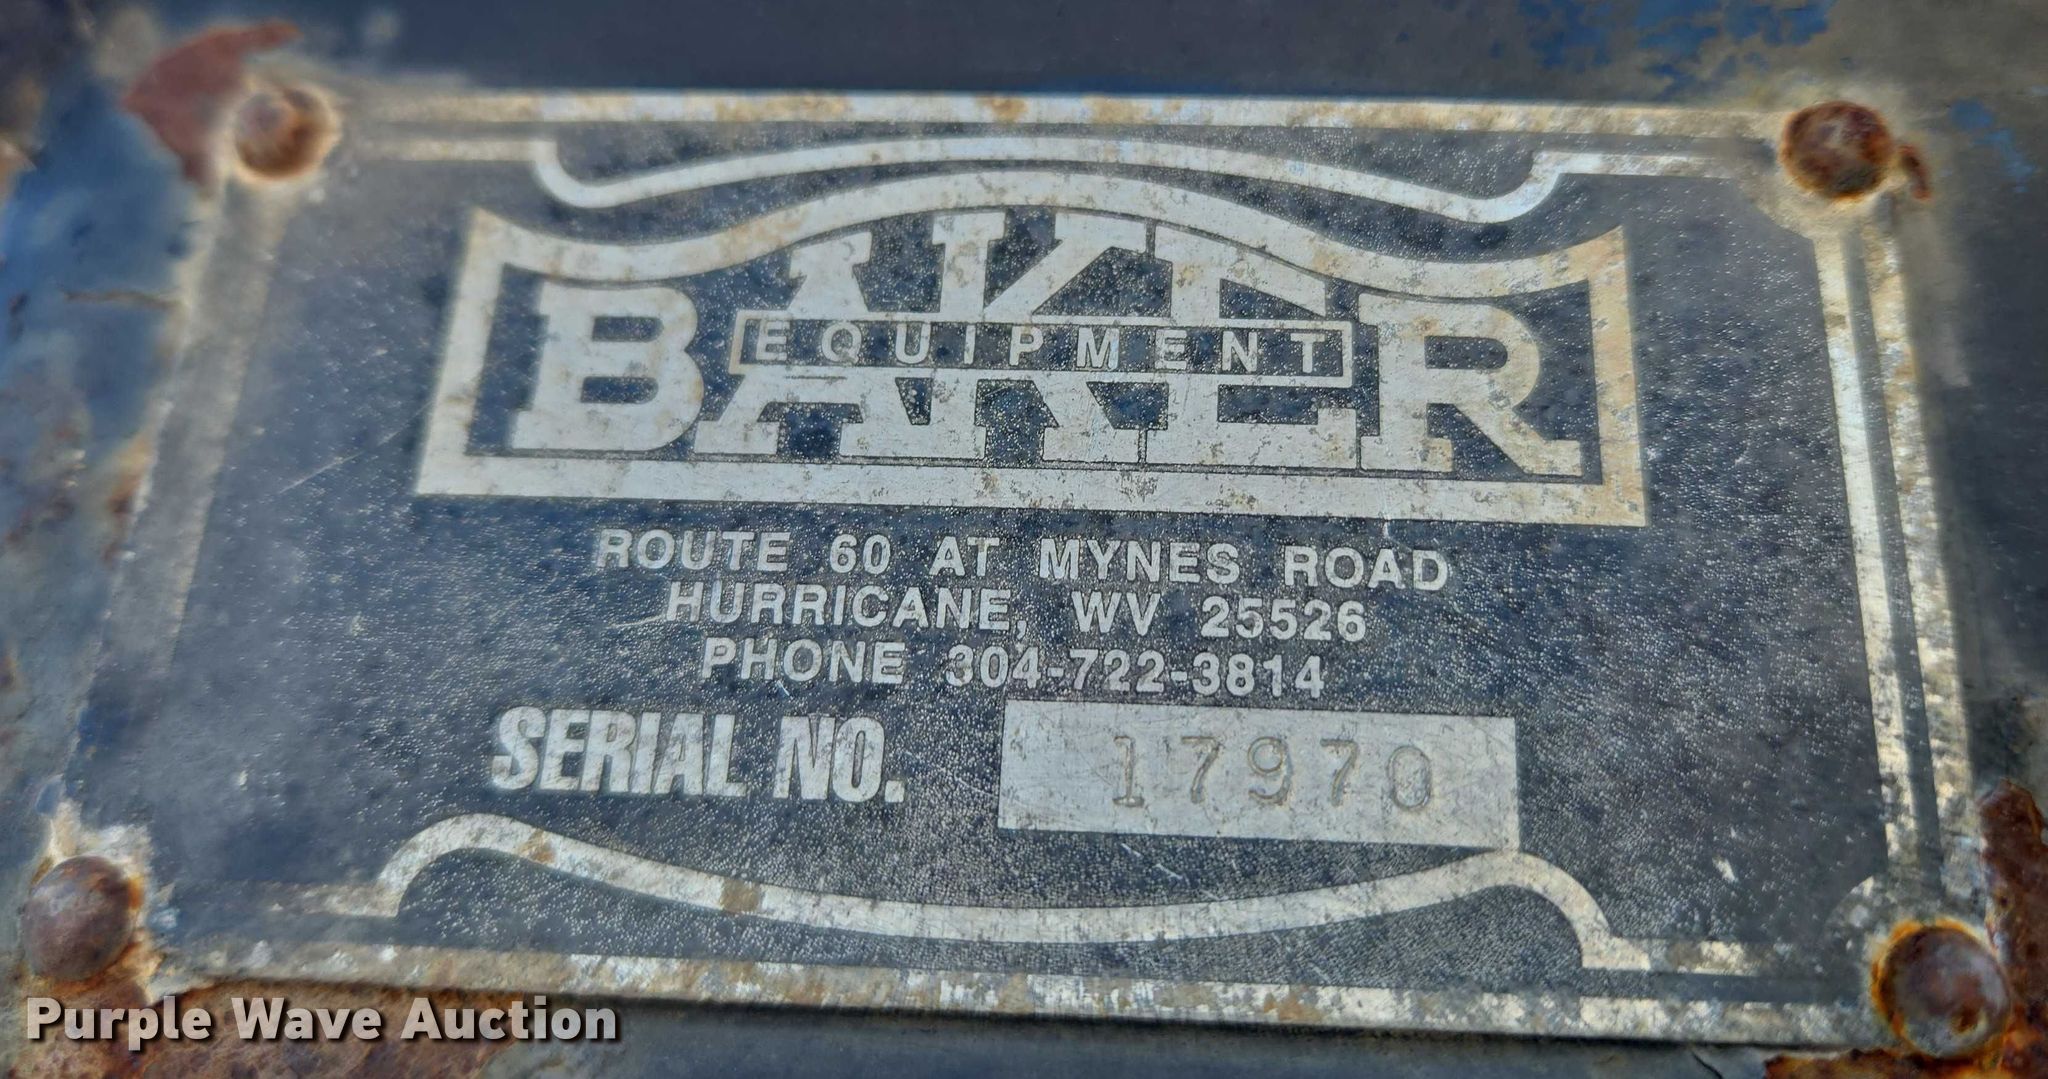 BAKER
EQUIPMENT
ROUTE 60 AT MYNES ROAD
HURRICANE, WV 25526
PHONE 304-722-3814
SERIAL NO. 17970
Purple Wave Auction